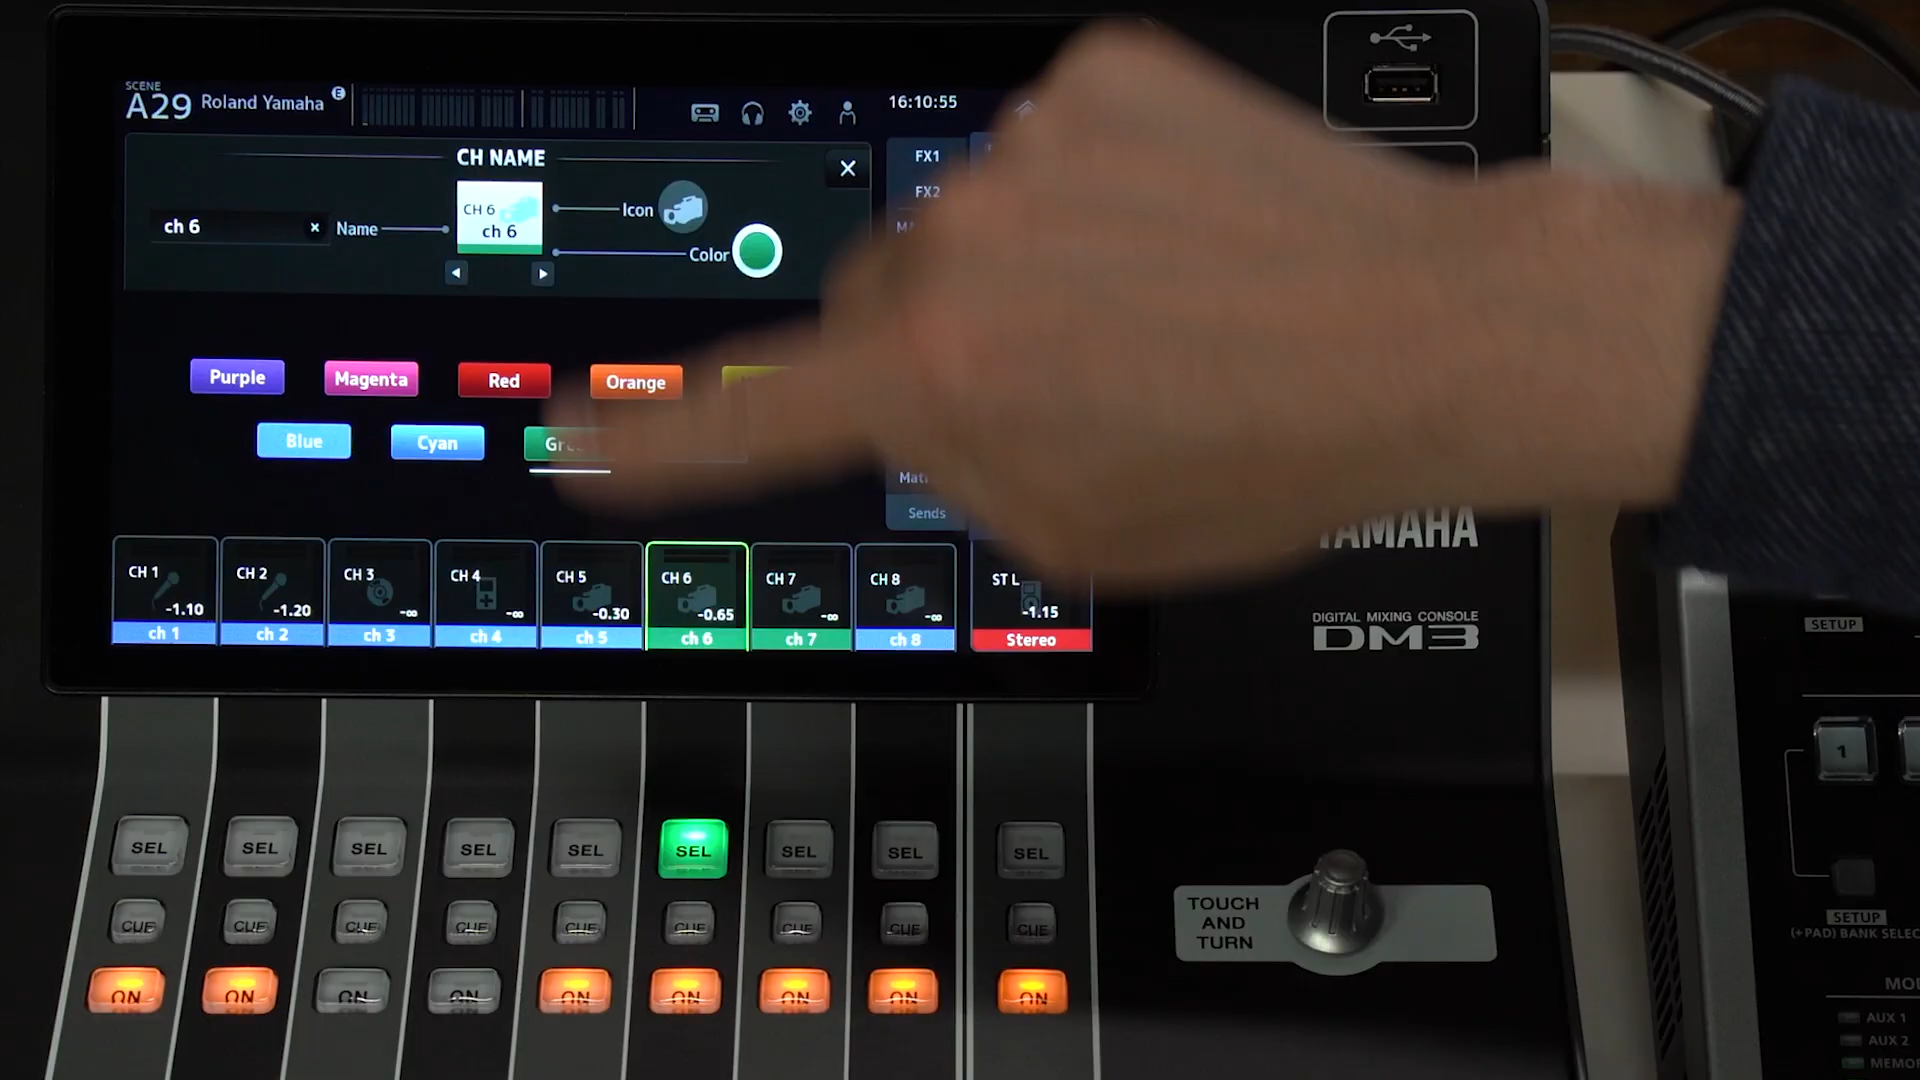 SCENE
A29 Roland Yamaha E
16:10:55
CH NAME
FX1
FX2
CH 6
ch 6
ch 6 Name
Icon
Color
Purple Magenta Red Orange
Blue Cyan
Sends
YAMAHA
CH 1 -1.10 ch 1
CH 2 -1.20 ch 2
CH 3 -∞ ch 3
CH 4 -∞ ch 4
CH 5 -0.30 ch 5
CH 6 -0.65 ch 6
CH 7 -∞ ch 7
CH 8 -∞ ch 8
ST L -1.15 Stereo
DIGITAL MIXING CONSOLE
DM3
SETUP
1
SEL SEL SEL SEL SEL SEL SEL SEL SEL
CUE CUE CUE CUE CUE CUE CUE CUE CUE
ON ON ON ON ON ON ON ON ON
TOUCH
AND
TURN
SETUP
(+PAD) BANK SELEC
AUX 1
AUX 2